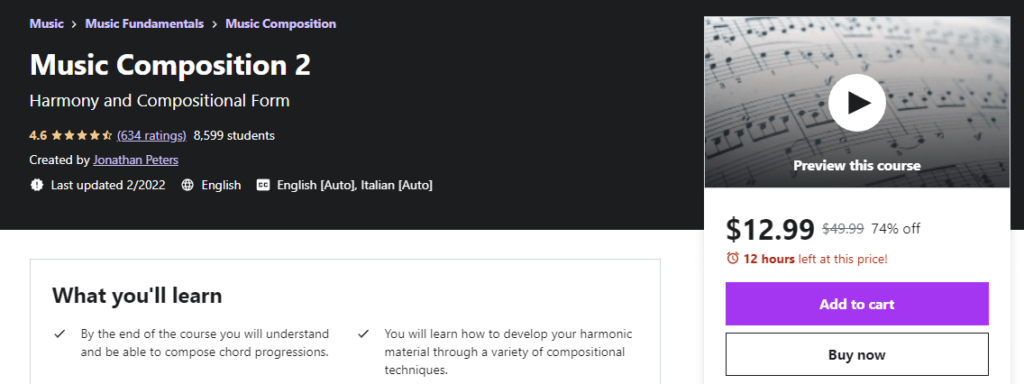 Music > Music Fundamentals > Music Composition
Music Composition 2
Harmony and Compositional Form
4.6 (634 ratings) 8,599 students
Created by Jonathan Peters
Last updated 2/2022 English CC English [Auto], Italian [Auto]
Preview this course
$12.99 $49.99 74% off
12 hours left at this price!
Add to cart
Buy now
What you'll learn
By the end of the course you will understand
and be able to compose chord progressions.
You will learn how to develop your harmonic
material through a variety of compositional
techniques.